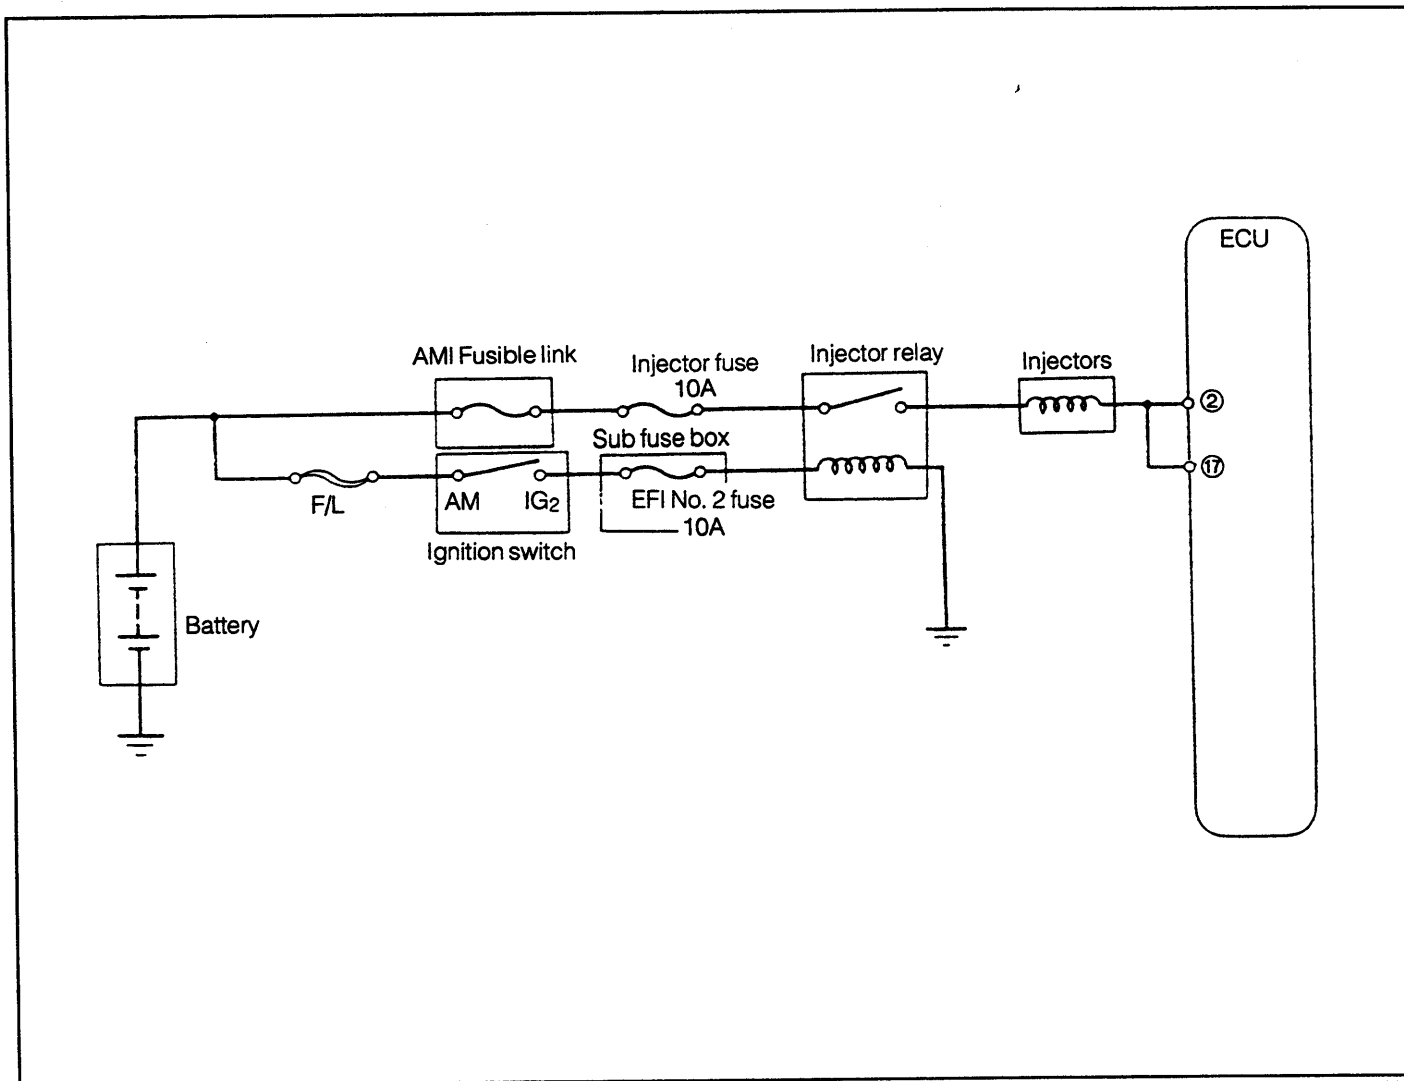 ECU
AMI Fusible link
Injector fuse
10A
Injector relay
Injectors
2
Sub fuse box
17
F/L
AM
IG2
EFI No. 2 fuse
10A
Ignition switch
Battery